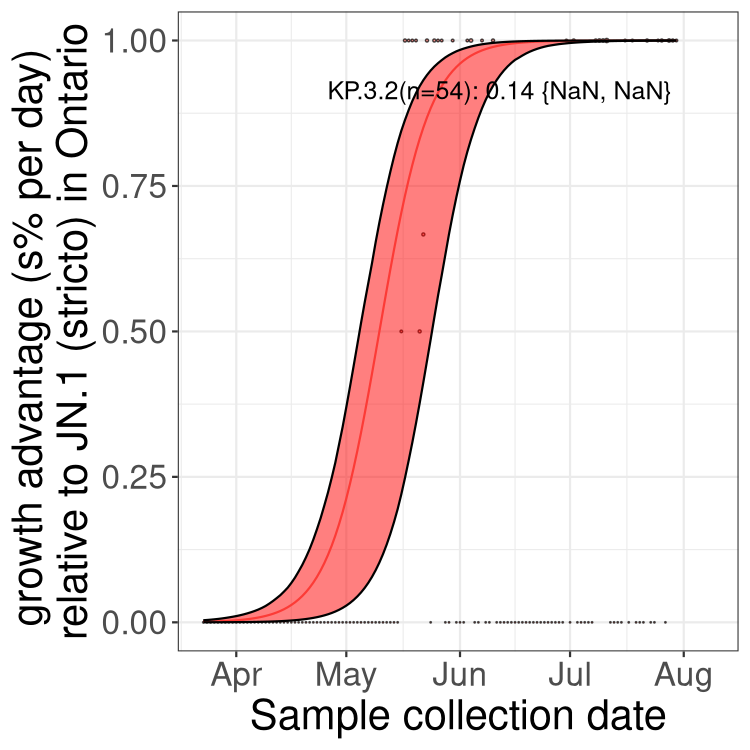 growth advantage (s% per day)
relative to JN.1 (stricto) in Ontario
1.00
0.75
0.50
0.25
0.00
KP.3.2(n=54): 0.14 {NaN, NaN}
Apr May Jun Jul Aug
Sample collection date